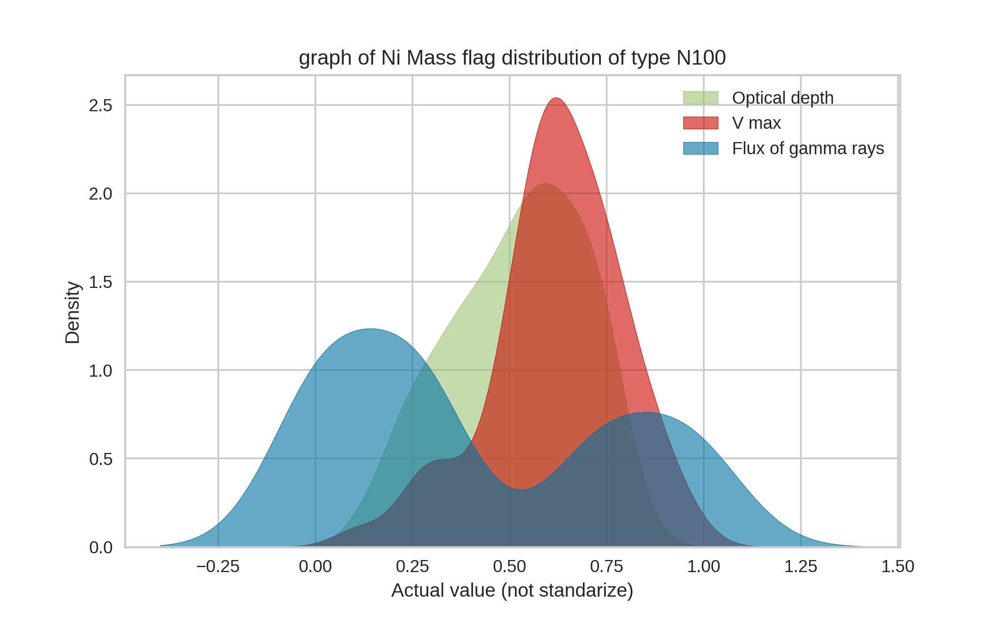 graph of Ni Mass flag distribution of type N100
Optical depth
V max
Flux of gamma rays
2.5
2.0
1.5
1.0
0.5
0.0
Density
−0.25 0.00 0.25 0.50 0.75 1.00 1.25 1.50
Actual value (not standarize)